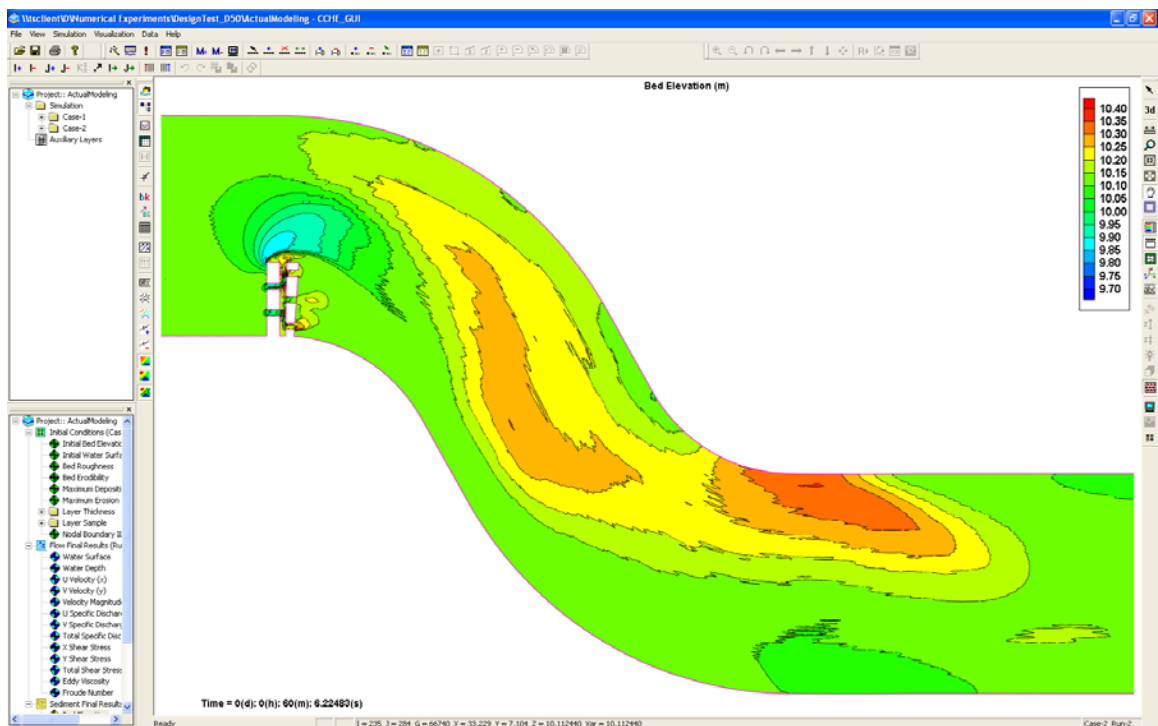 \\tsclient\D\Numerical Experiments\DesignTest_D50\ActualModeling - CCHE_GUI
File View Simulation Visualization Data Help
Project:: ActualModeling
Simulation
Case-1
Case-2
Auxiliary Layers
Project:: ActualModeling
Initial Conditions (Cas
Initial Bed Elevatio
Initial Water Surfa
Bed Roughness
Bed Erodibility
Maximum Depositi
Maximum Erosion
Layer Thickness
Layer Sample
Nodal Boundary I
Flow Final Results (Ru
Water Surface
Water Depth
U Velocity (x)
V Velocity (y)
Velocity Magnitude
U Specific Dischar
V Specific Discharg
Total Specific Disc
X Shear Stress
Y Shear Stress
Total Shear Stress
Eddy Viscosity
Froude Number
Sediment Final Results
Bed Elevation (m)
10.40
10.35
10.30
10.25
10.20
10.15
10.10
10.05
10.00
9.95
9.90
9.85
9.80
9.75
9.70
3d
bk
Time = 0(d): 0(h): 60(m): 6.22480(s)
Ready
I = 235 J = 284 G = 66740 X = 33.229 Y = 7.104 Z = 10.112440 Var = 10.112440
Case-2 Run-2